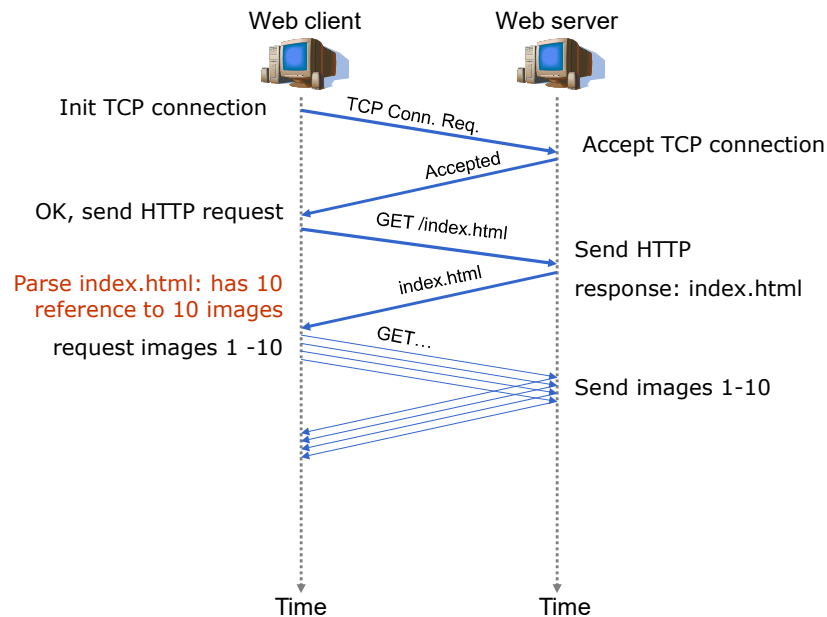 Web client
Web server
Init TCP connection
TCP Conn. Req.
Accept TCP connection
Accepted
OK, send HTTP request
GET /index.html
Send HTTP
response: index.html
index.html
Parse index.html: has 10
reference to 10 images
request images 1 -10
GET…
Send images 1-10
Time
Time